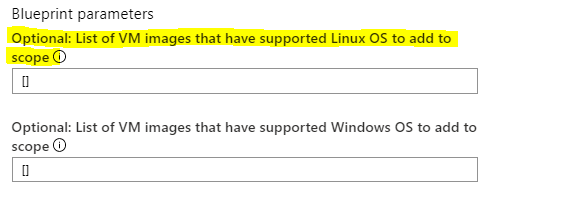 Blueprint parameters
Optional: List of VM images that have supported Linux OS to add to
scope ⓘ
[]
Optional: List of VM images that have supported Windows OS to add to
scope ⓘ
[]